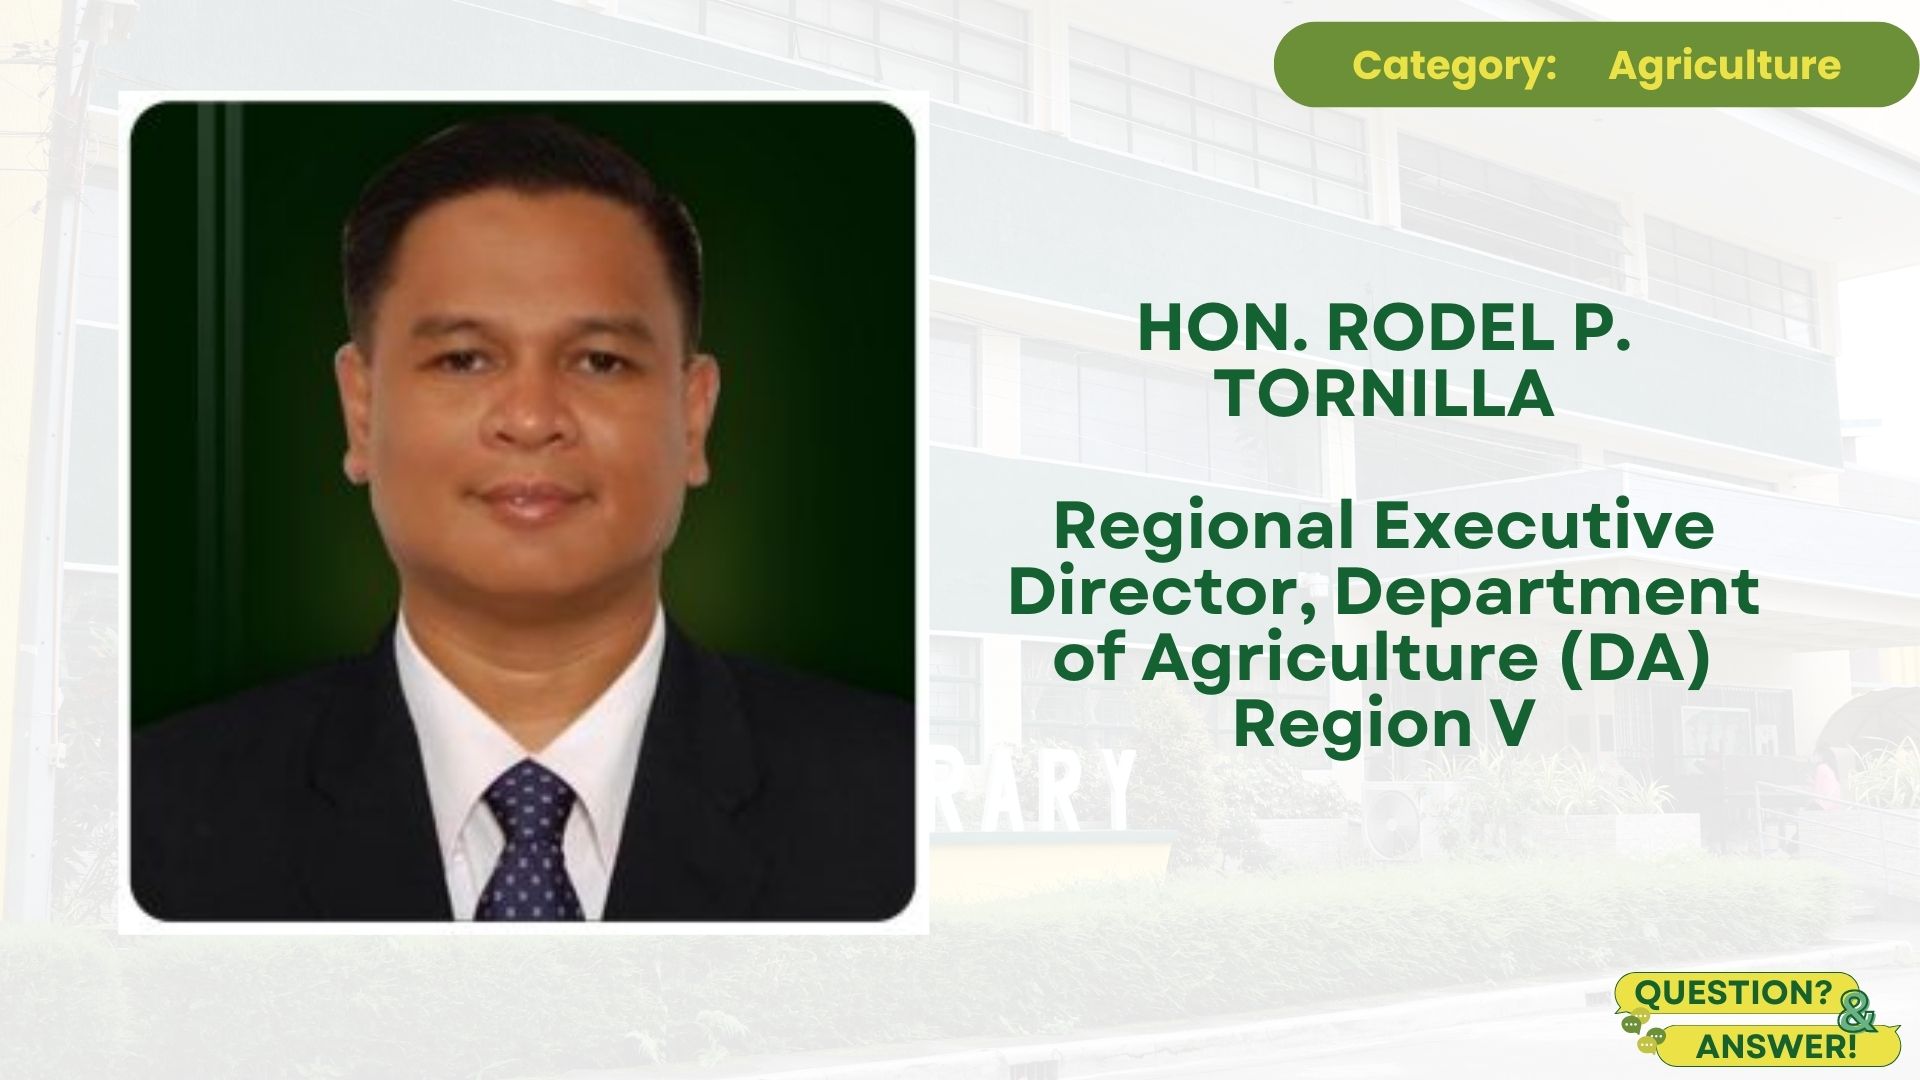 Category: Agriculture
HON. RODEL P.
TORNILLA
Regional Executive
Director, Department
of Agriculture (DA)
Region V
RARY
QUESTION?
&
ANSWER!